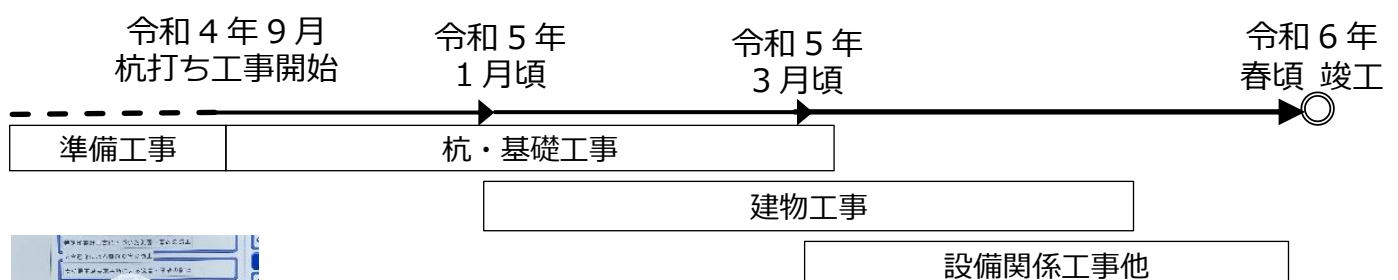 令和４年９月
杭打ち工事開始
令和５年
１月頃
令和５年
３月頃
令和６年
春頃 竣工
準備工事
杭・基礎工事
建物工事
設備関係工事他